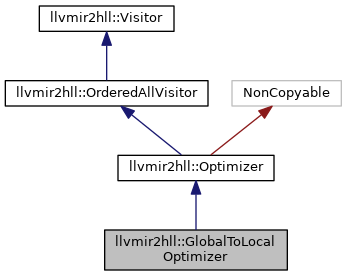 llvmir2hll::Visitor
llvmir2hll::OrderedAllVisitor
NonCopyable
llvmir2hll::Optimizer
llvmir2hll::GlobalToLocal
Optimizer